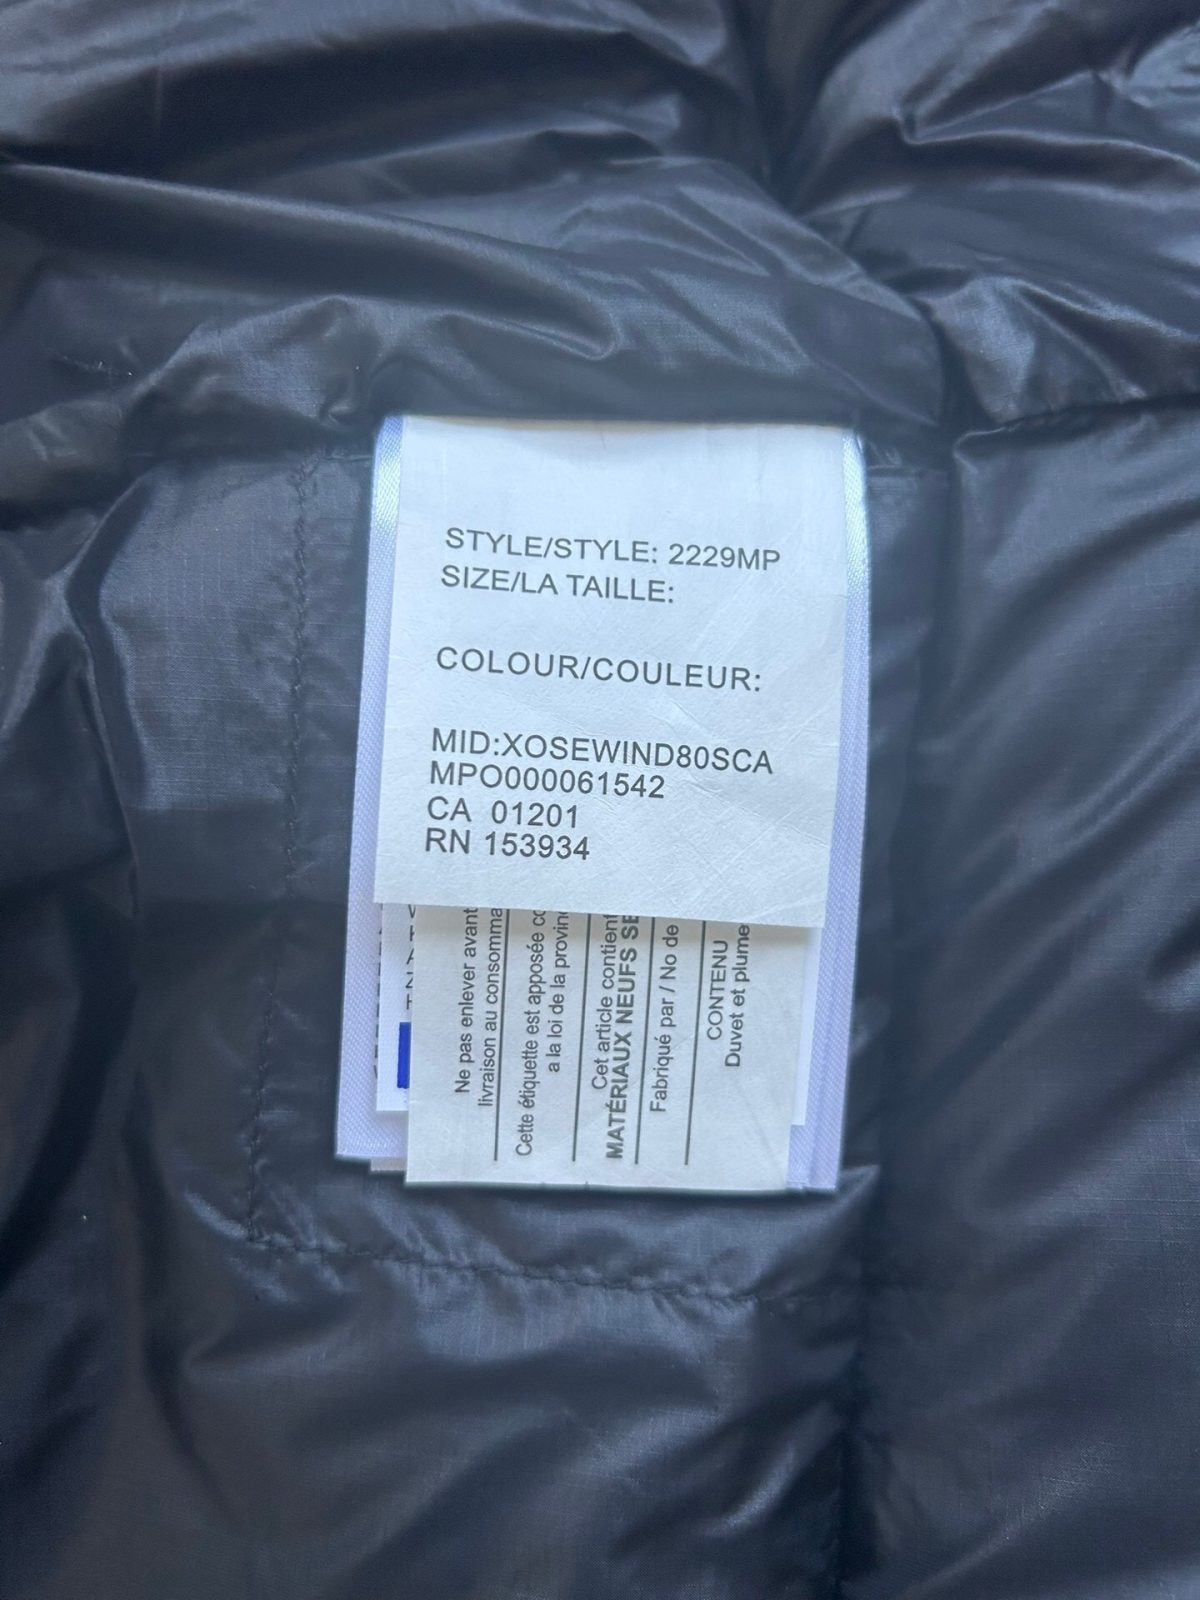 STYLE/STYLE: 2229MP
SIZE/LA TAILLE:
COLOUR/COULEUR:
MID:XOSEWIND80SCA
MPO000061542
CA 01201
RN 153934
Ne pas enlever avant
livraison au consomma
Cette étiquette est apposée
a la loi de la provin
Cet article contient
MATÉRIAUX NEUFS SE
Fabriqué par / No de
CONTENU
Duvet et plume